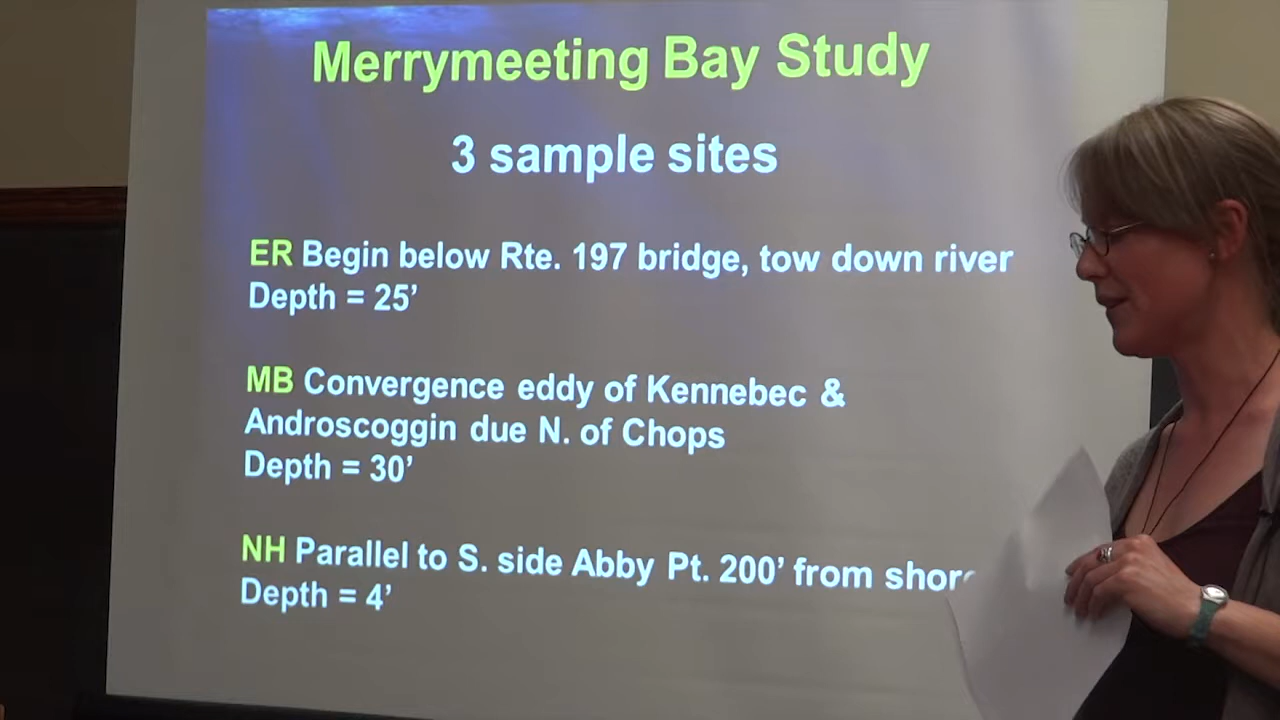 Merrymeeting Bay Study
3 sample sites
ER Begin below Rte. 197 bridge, tow down river
Depth = 25’
MB Convergence eddy of Kennebec &
Androscoggin due N. of Chops
Depth = 30’
NH Parallel to S. side Abby Pt. 200’ from shore
Depth = 4’